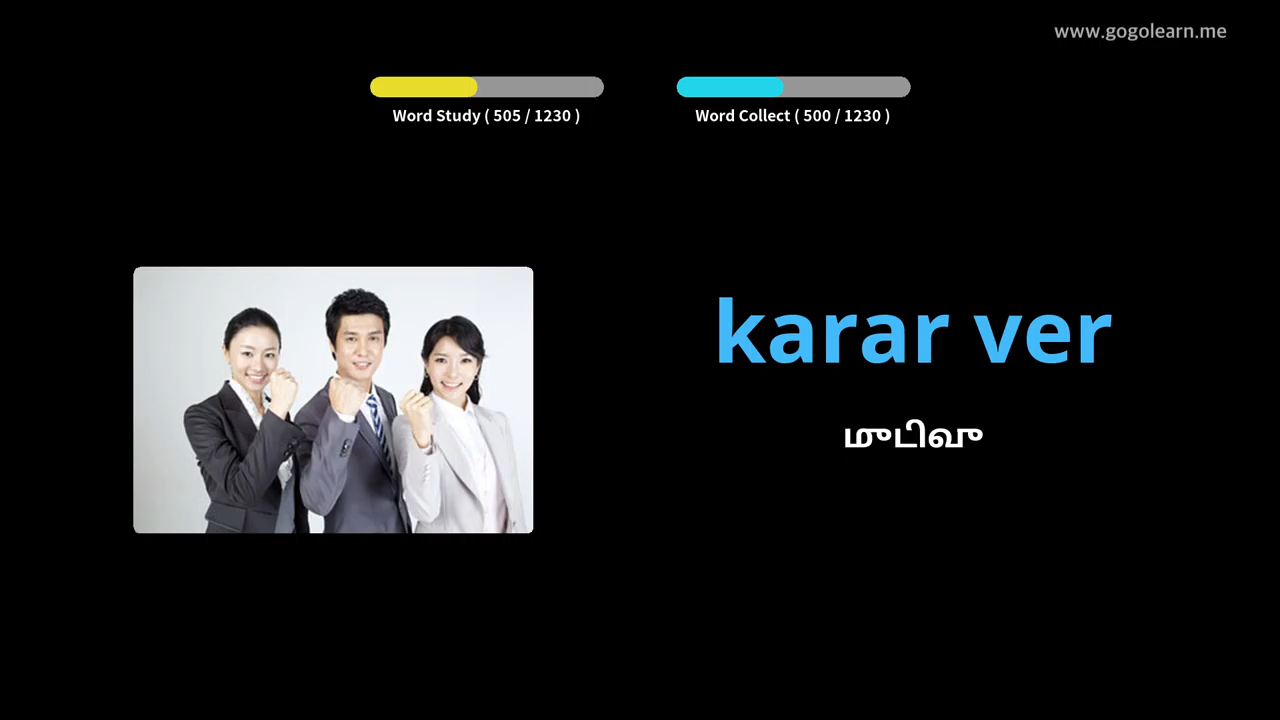 www.gogolearn.me
Word Study ( 505 / 1230 )
Word Collect ( 500 / 1230 )
karar ver
முடிவு